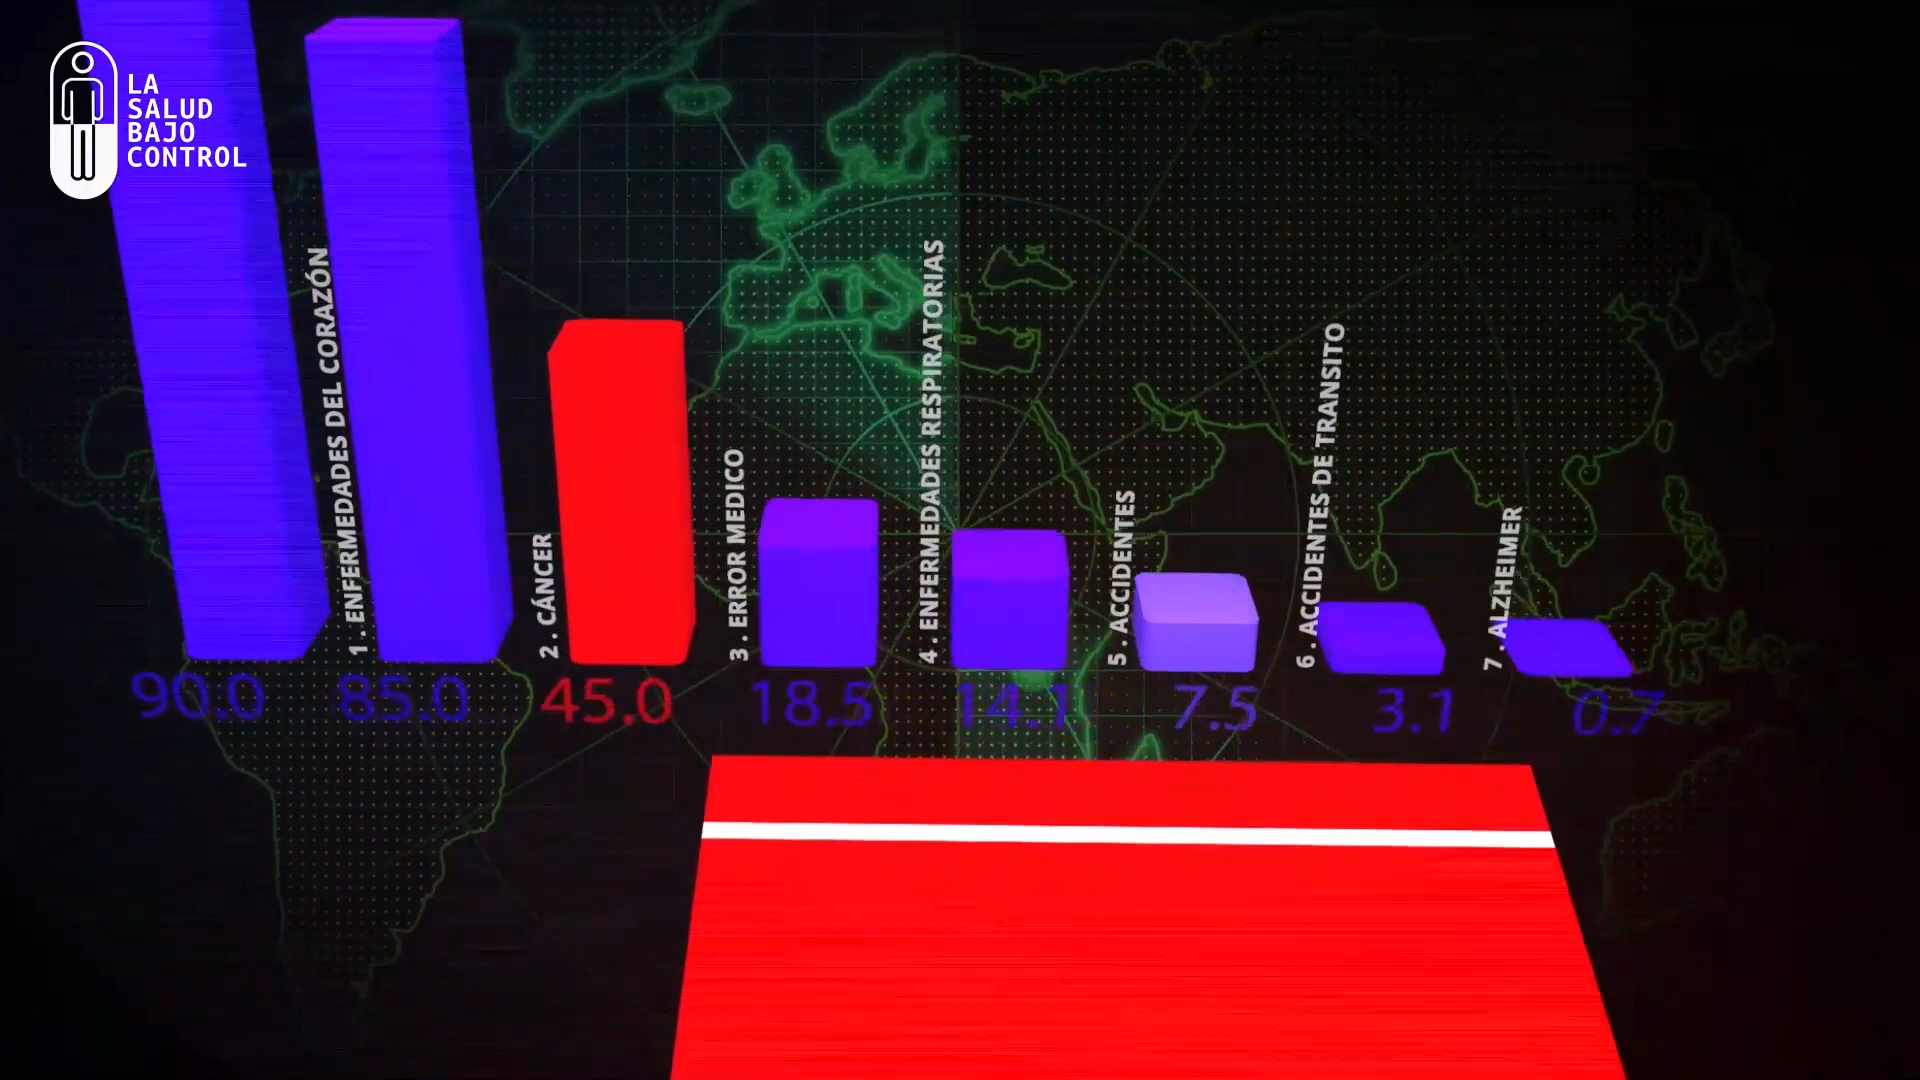 LA
SALUD
BAJO
CONTROL
1 . ENFERMEDADES DEL CORAZÓN
2 . CÁNCER
3 . ERROR MEDICO
4 . ENFERMEDADES RESPIRATORIAS
5 . ACCIDENTES
6 . ACCIDENTES DE TRANSITO
7 . ALZHEIMER
90.0
85.0
45.0
18.5
14.1
7.5
3.1
0.7